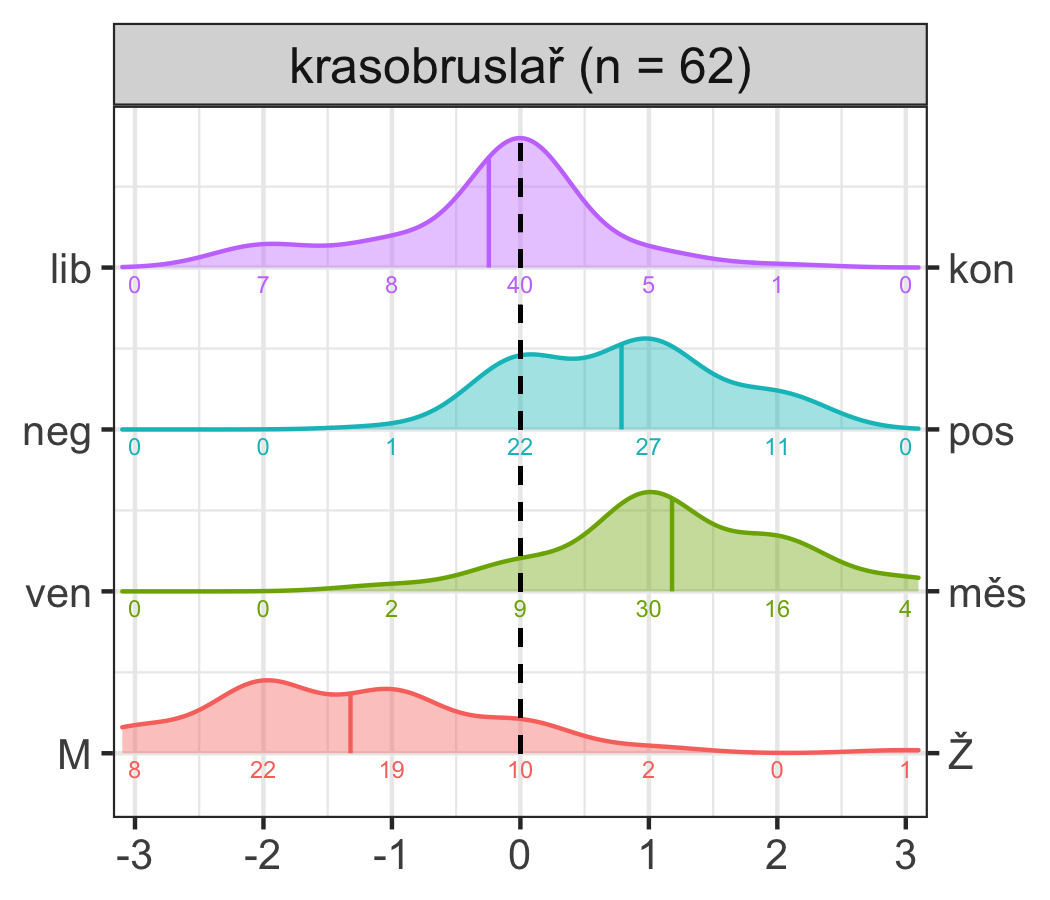 krasobruslař (n = 62)
lib kon
0 7 8 40 5 1 0
neg pos
0 0 1 22 27 11 0
ven měs
0 0 2 9 30 16 4
M Ž
8 22 19 10 2 0 1
-3 -2 -1 0 1 2 3